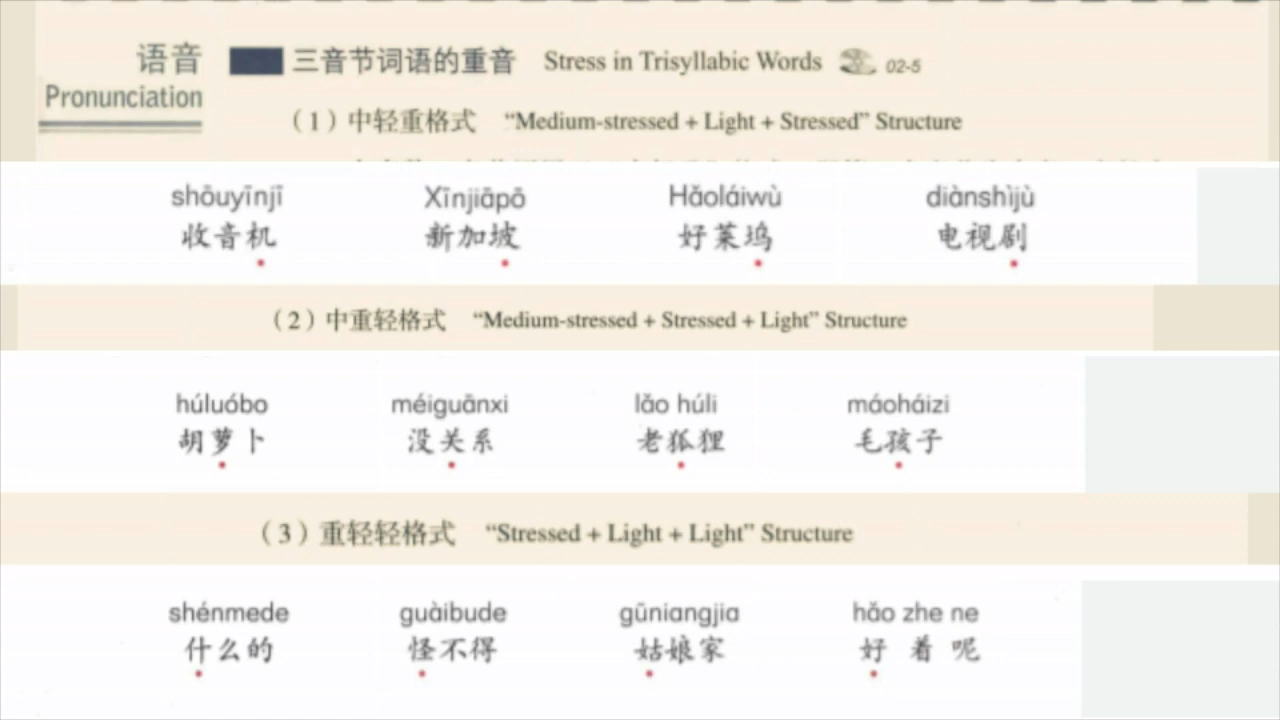 语音 三音节词语的重音 Stress in Trisyllabic Words 02-5
Pronunciation
（1）中轻重格式 “Medium-stressed + Light + Stressed” Structure
shōuyīnjī Xīnjiāpō Hǎoláiwù diànshìjù
收音机 新加坡 好莱坞 电视剧
（2）中重轻格式 “Medium-stressed + Stressed + Light” Structure
húluóbo méiguānxi lǎo húli máoháizi
胡萝卜 没关系 老狐狸 毛孩子
（3）重轻轻格式 “Stressed + Light + Light” Structure
shénmede guàibude gūniangjia hǎo zhe ne
什么的 怪不得 姑娘家 好 着 呢